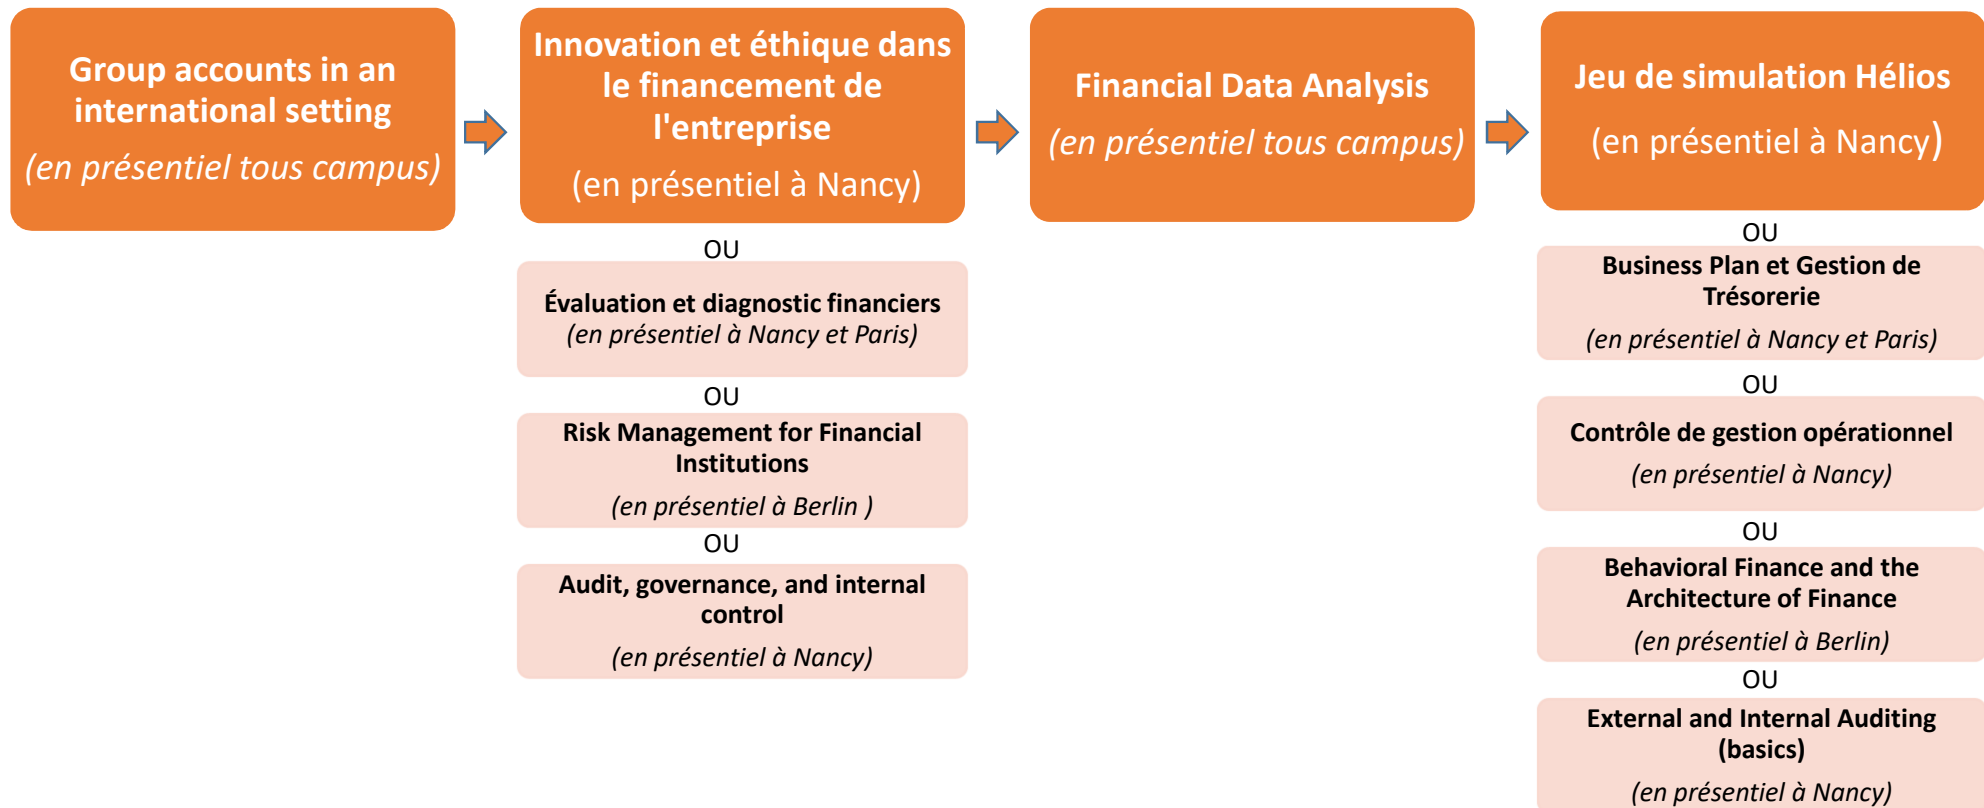 Group accounts in an
international setting
(en présentiel tous campus)
Innovation et éthique dans
le financement de
l'entreprise
(en présentiel à Nancy)
OU
Évaluation et diagnostic financiers
(en présentiel à Nancy et Paris)
OU
Risk Management for Financial
Institutions
(en présentiel à Berlin )
OU
Audit, governance, and internal
control
(en présentiel à Nancy)
Financial Data Analysis
(en présentiel tous campus)
Jeu de simulation Hélios
(en présentiel à Nancy)
OU
Business Plan et Gestion de
Trésorerie
(en présentiel à Nancy et Paris)
OU
Contrôle de gestion opérationnel
(en présentiel à Nancy)
OU
Behavioral Finance and the
Architecture of Finance
(en présentiel à Berlin)
OU
External and Internal Auditing
(basics)
(en présentiel à Nancy)